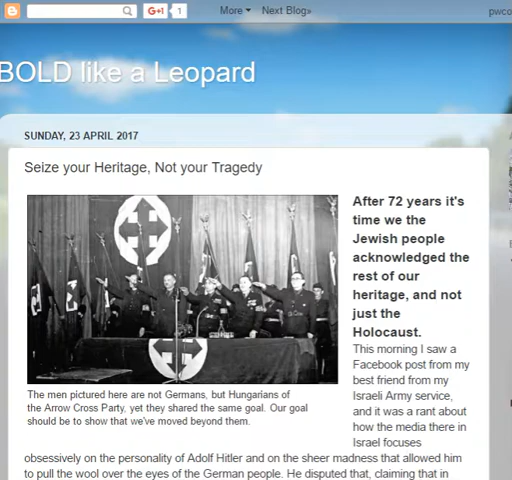 G+1 1 More Next Blog» pwco
BOLD like a Leopard
SUNDAY, 23 APRIL 2017
Seize your Heritage, Not your Tragedy
After 72 years it's
time we the
Jewish people
acknowledged the
rest of our
heritage, and not
just the
Holocaust.
This morning I saw a
Facebook post from my
best friend from my
Israeli Army service,
and it was a rant about
how the media there in
Israel focuses
The men pictured here are not Germans, but Hungarians of
the Arrow Cross Party, yet they shared the same goal. Our goal
should be to show that we've moved beyond them.
obsessively on the personality of Adolf Hitler and on the sheer madness that allowed him
to pull the wool over the eyes of the German people. He disputed that, claiming that in